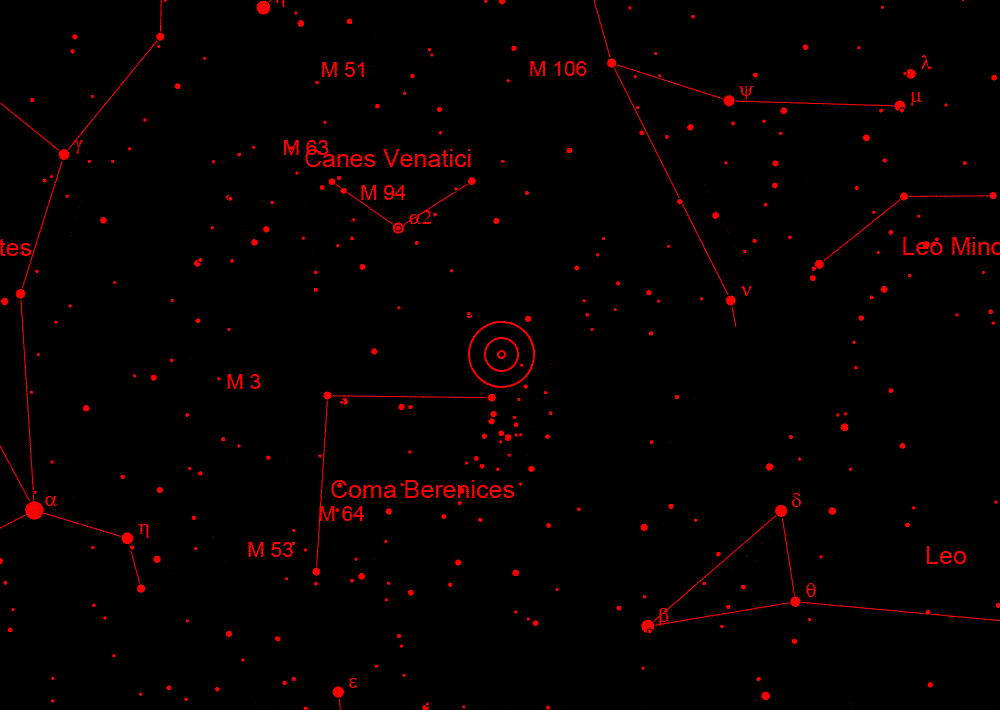 η
M 51
M 106
λ
ψ
μ
γ
M 63
Canes Venatici
M 94
α2
tes
Leo Mino
ν
M 3
Coma Berenices
α
δ
M 64
η
M 53
Leo
θ
β
ε